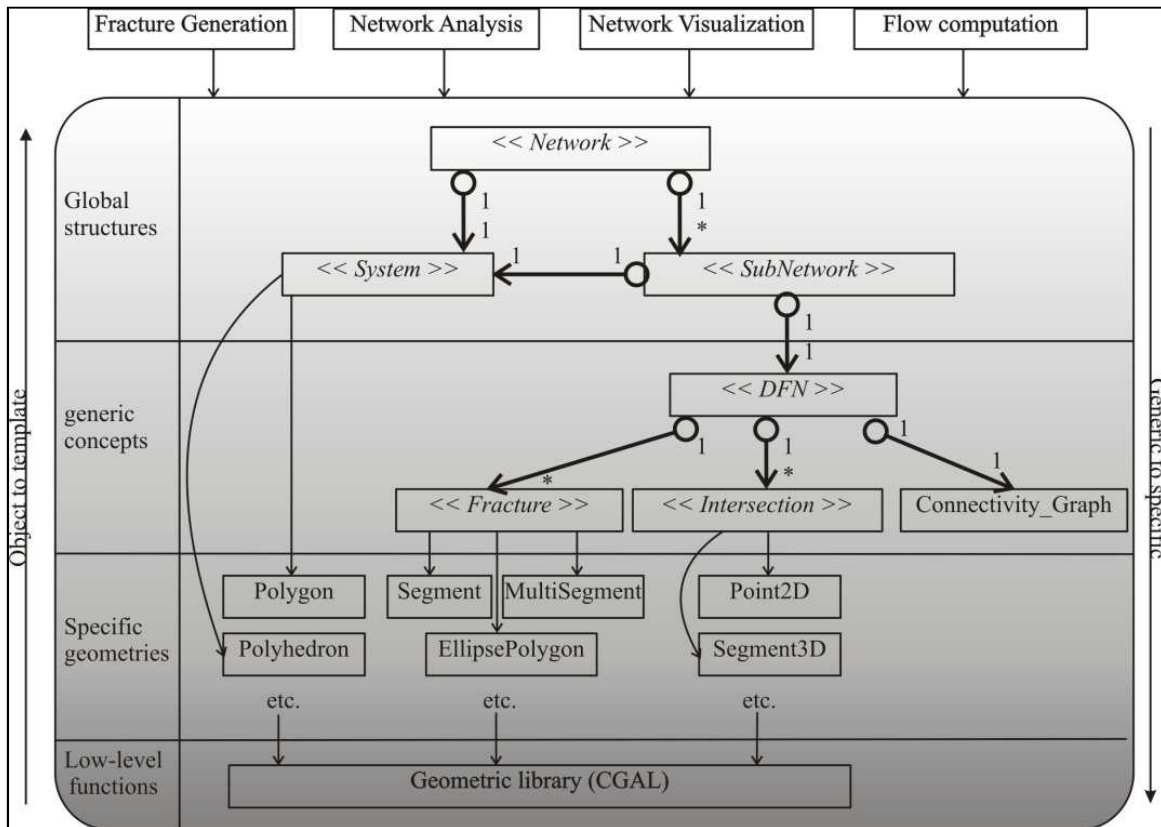 Fracture Generation
Network Analysis
Network Visualization
Flow computation
<< Network >>
1
1
1
*
Global
structures
<< System >>
1
1
<< SubNetwork >>
1
1
<< DFN >>
generic
concepts
1
1
1
*
*
1
<< Fracture >>
<< Intersection >>
Connectivity_Graph
Object to template
Generic to specific
Polygon
Segment
MultiSegment
Point2D
Specific
geometries
Polyhedron
EllipsePolygon
Segment3D
etc.
etc.
etc.
Low-level
functions
Geometric library (CGAL)